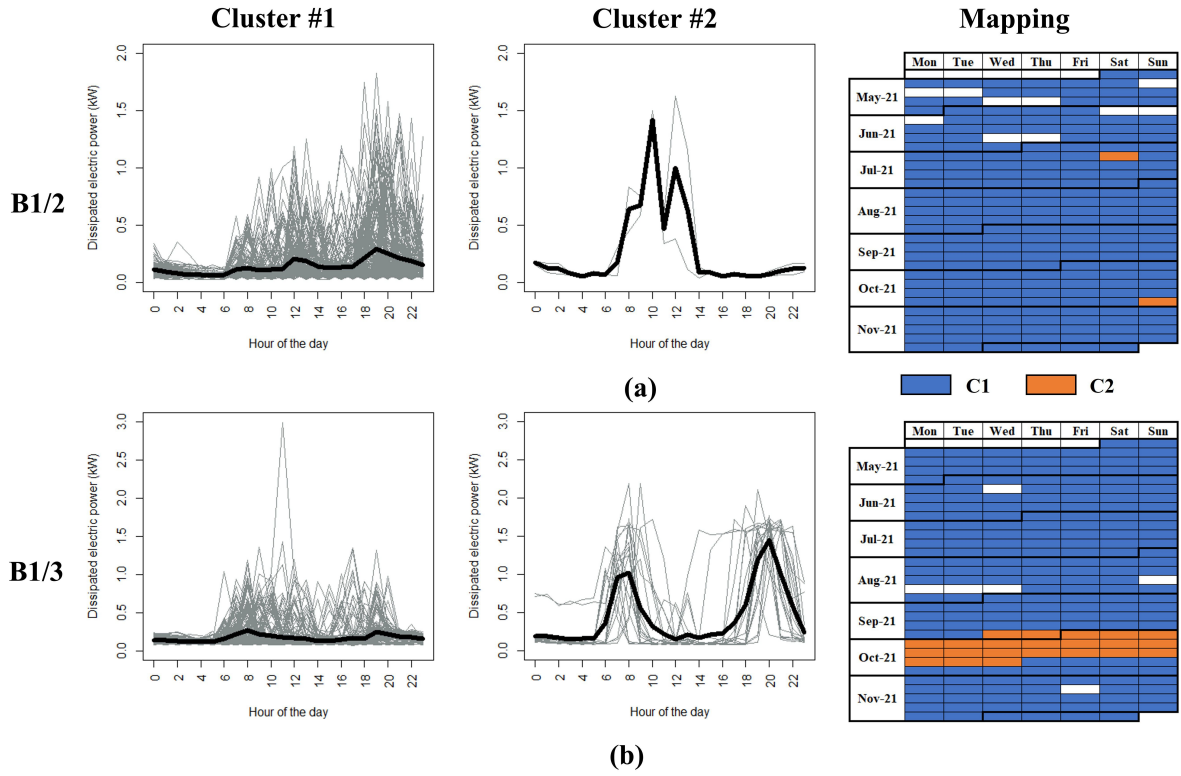 Cluster #1
Cluster #2
Mapping
B1/2
Dissipated electric power (kW)
2.0
1.5
1.0
0.5
0.0
0 2 4 6 8 10 12 14 16 18 20 22
Hour of the day
Dissipated electric power (kW)
2.0
1.5
1.0
0.5
0.0
0 2 4 6 8 10 12 14 16 18 20 22
Hour of the day
Mon Tue Wed Thu Fri Sat Sun
May-21
Jun-21
Jul-21
Aug-21
Sep-21
Oct-21
Nov-21
(a)
C1 C2
B1/3
Dissipated electric power (kW)
3.0
2.5
2.0
1.5
1.0
0.5
0.0
0 2 4 6 8 10 12 14 16 18 20 22
Hour of the day
Dissipated electric power (kW)
3.0
2.5
2.0
1.5
1.0
0.5
0.0
0 2 4 6 8 10 12 14 16 18 20 22
Hour of the day
Mon Tue Wed Thu Fri Sat Sun
May-21
Jun-21
Jul-21
Aug-21
Sep-21
Oct-21
Nov-21
(b)